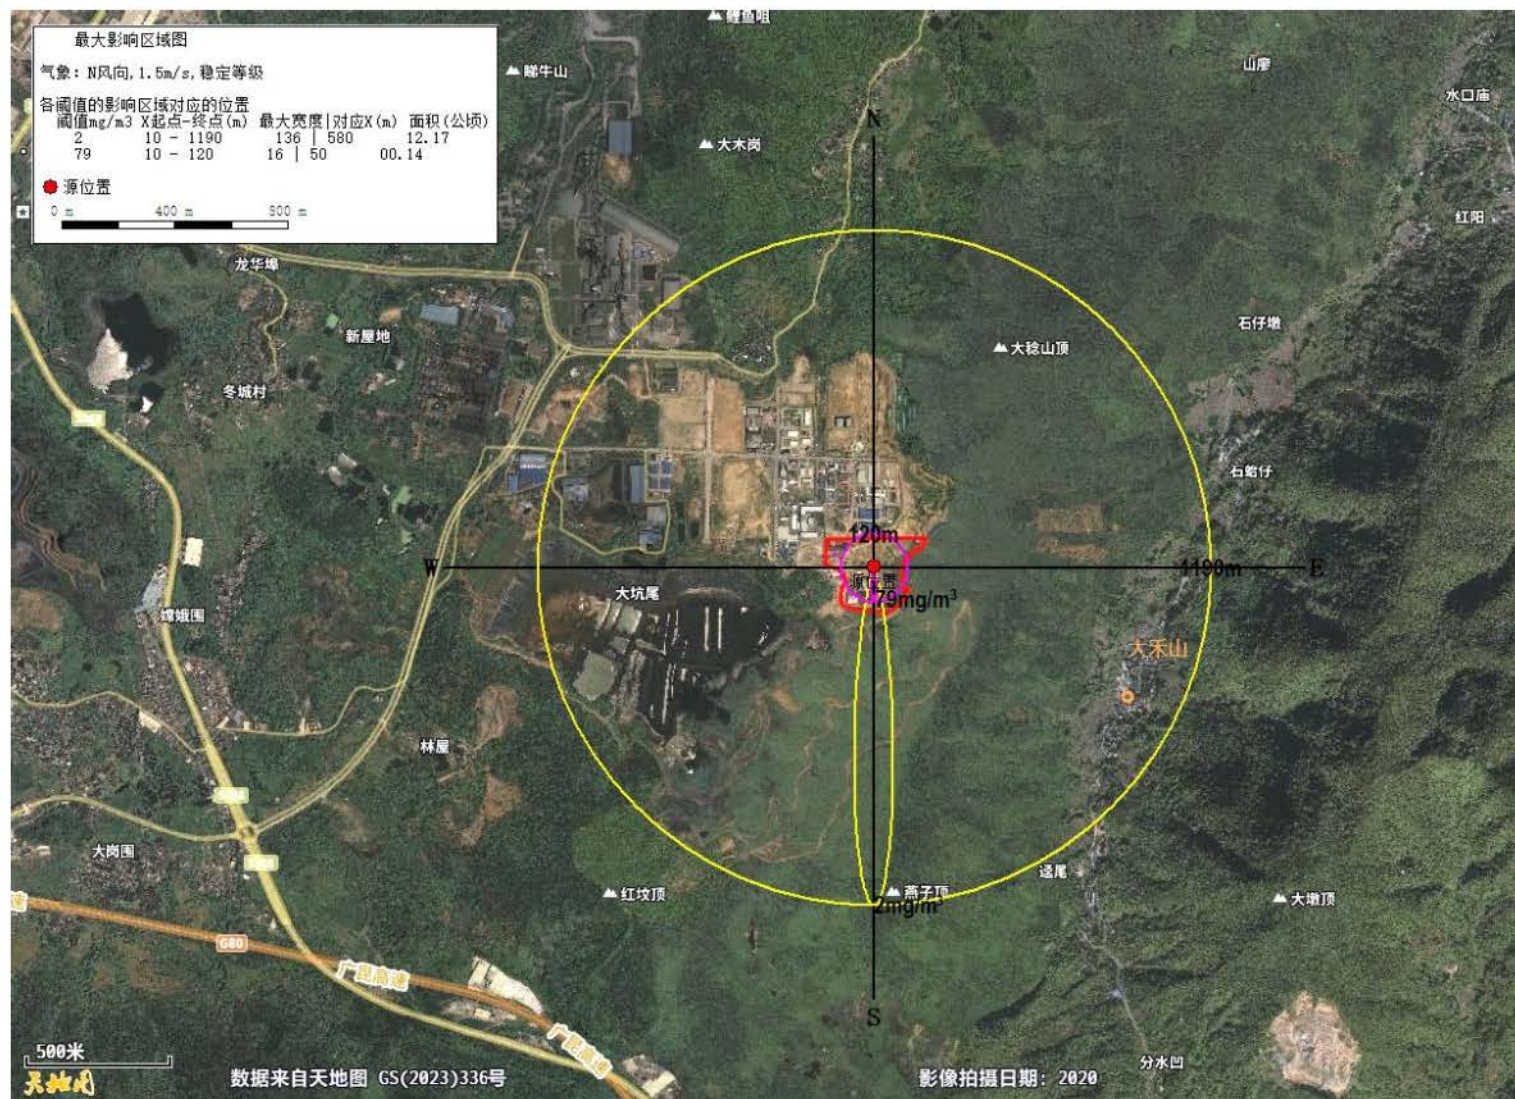 最大影响区域图
气象: N风向,1.5m/s,稳定等级
各阈值的影响区域对应的位置
阈值mg/m3 X起点-终点(m) 最大宽度|对应X(m) 面积(公顷)
2 10 - 1190 136 | 580 12.17
79 10 - 120 16 | 50 00.14
源位置
0 m 400 m 800 m
鲤鱼咀
睇牛山
山廖
水口庙
N
大木岗
红阳
龙华埠
新屋地
石仔墩
大稔山顶
冬城村
石蛤仔
120m
W
1190m
E
源位置
79mg/m³
大坑尾
嫦娥围
大禾山
林屋
大岗围
迳尾
红坟顶
燕子顶
大墩顶
2mg/m³
G80
广昆高速
广昆高速
速
S
500米
天地图
数据来自天地图 GS(2023)336号
影像拍摄日期: 2020
分水凹